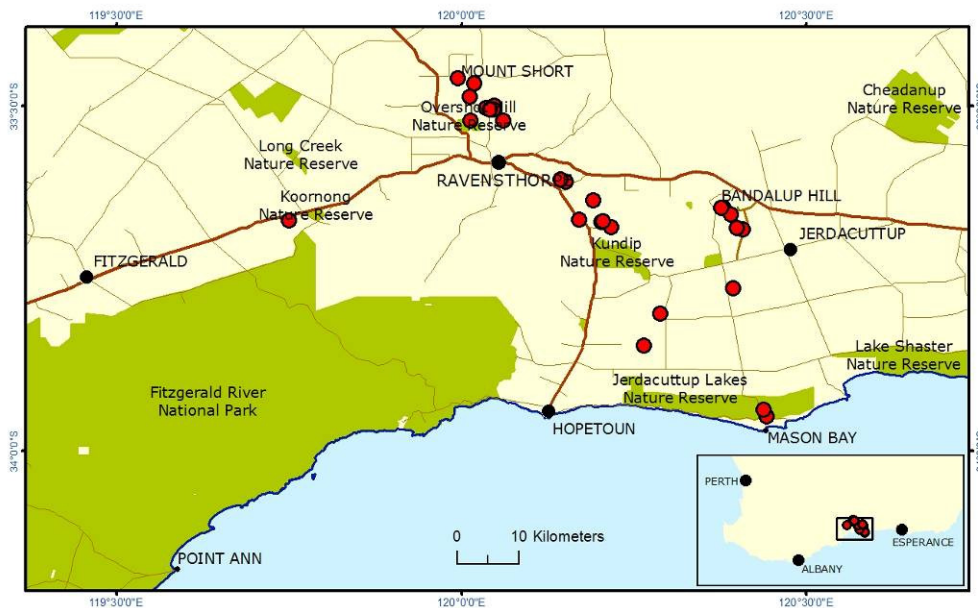 119°30'0"E 120°0'0"E 120°30'0"E
33°30'0"S
MOUNT SHORT
Cheadanup
Nature Reserve
Overshot Hill
Nature Reserve
Long Creek
Nature Reserve
RAVENSTHORPE
Koornong
Nature Reserve
BANDALUP HILL
JERDACUTTUP
Kundip
Nature Reserve
FITZGERALD
Lake Shaster
Nature Reserve
Fitzgerald River
National Park
Jerdacuttup Lakes
Nature Reserve
HOPETOUN
MASON BAY
34°0'0"S
PERTH
ESPERANCE
ALBANY
0 10 Kilometers
POINT ANN
119°30'0"E 120°0'0"E 120°30'0"E